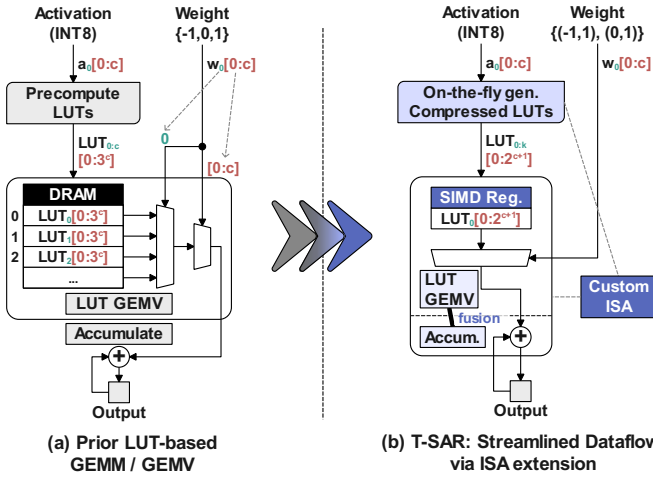 Activation
(INT8)
Weight
{-1,0,1}
a₀[0:c]
w₀[0:c]
Precompute
LUTs
0
LUT₀:c
[0:3ᶜ]
[0:c]
DRAM
0 LUT₀[0:3ᶜ]
1 LUT₁[0:3ᶜ]
2 LUT₂[0:3ᶜ]
...
LUT GEMV
Accumulate
+
Output
(a) Prior LUT-based
GEMM / GEMV
Activation
(INT8)
Weight
{(-1,1), (0,1)}
a₀[0:c]
w₀[0:c]
On-the-fly gen.
Compressed LUTs
LUT₀:k
[0:2ᶜ⁺¹]
SIMD Reg.
LUT₀[0:2ᶜ⁺¹]
LUT
GEMV
fusion
Accum.
+
Custom
ISA
Output
(b) T-SAR: Streamlined Dataflow
via ISA extension